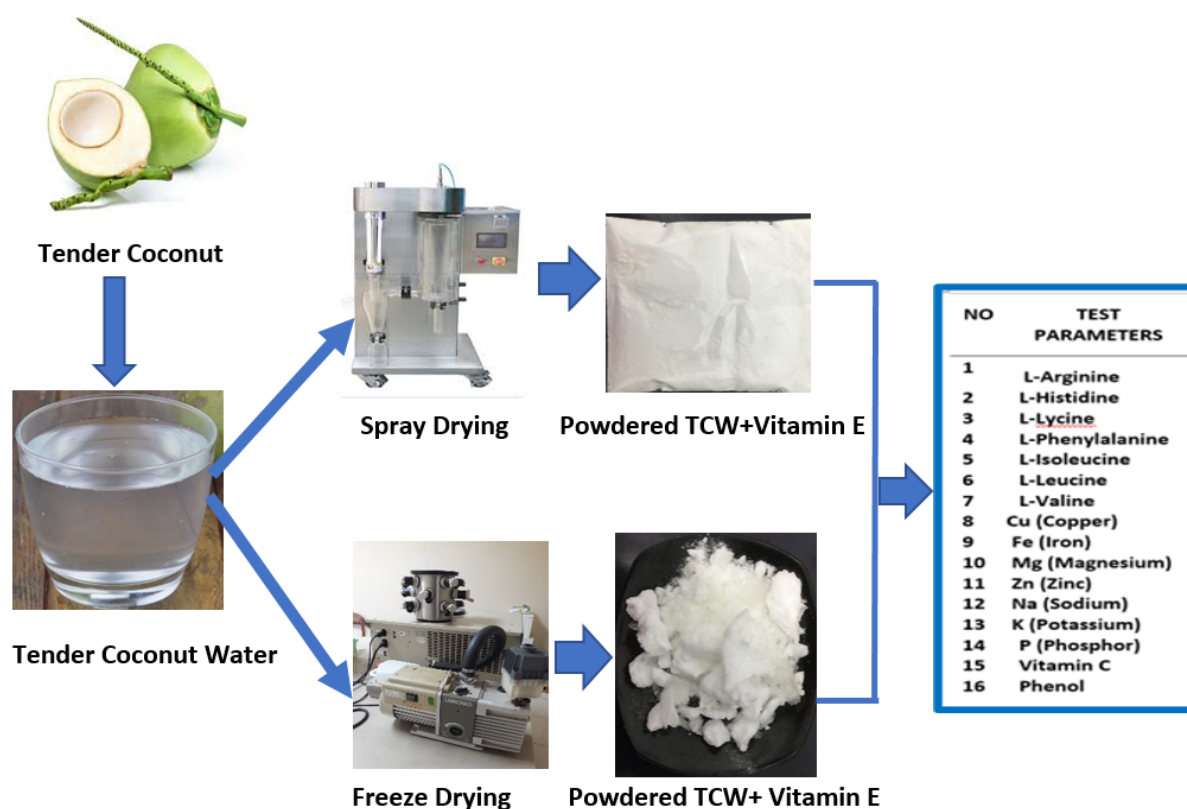 Tender Coconut
Tender Coconut Water
Spray Drying
Powdered TCW+Vitamin E
Freeze Drying
Powdered TCW+ Vitamin E
NO TEST
PARAMETERS
1
L-Arginine
2 L-Histidine
3 L-Lycine
4 L-Phenylalanine
5 L-Isoleucine
6 L-Leucine
7 L-Valine
8 Cu (Copper)
9 Fe (Iron)
10 Mg (Magnesium)
11 Zn (Zinc)
12 Na (Sodium)
13 K (Potassium)
14 P (Phosphor)
15 Vitamin C
16 Phenol